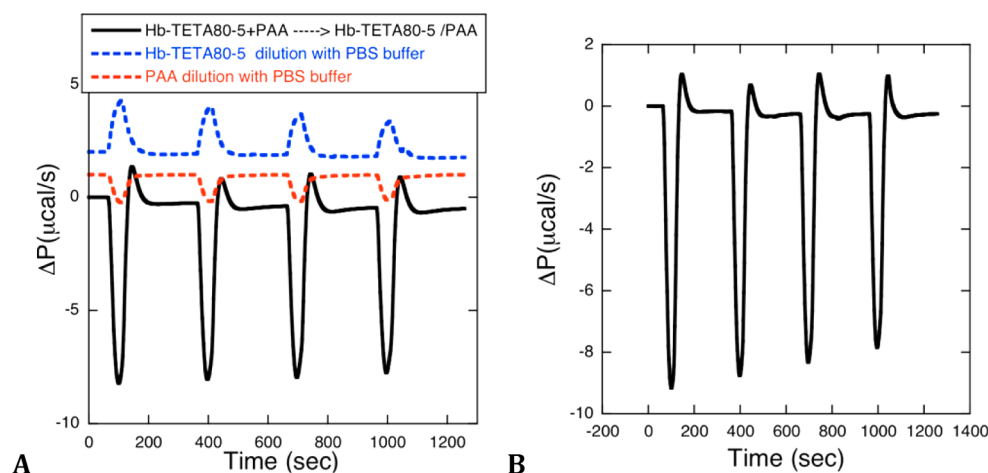 Hb-TETA80-5+PAA -----> Hb-TETA80-5 /PAA
Hb-TETA80-5 dilution with PBS buffer
PAA dilution with PBS buffer
5
0
-5
-10
ΔP(μcal/s)
0 200 400 600 800 1000 1200
Time (sec)
A
2
0
-2
-4
-6
-8
-10
ΔP(μcal/s)
-200 0 200 400 600 800 1000 1200 1400
Time (sec)
B